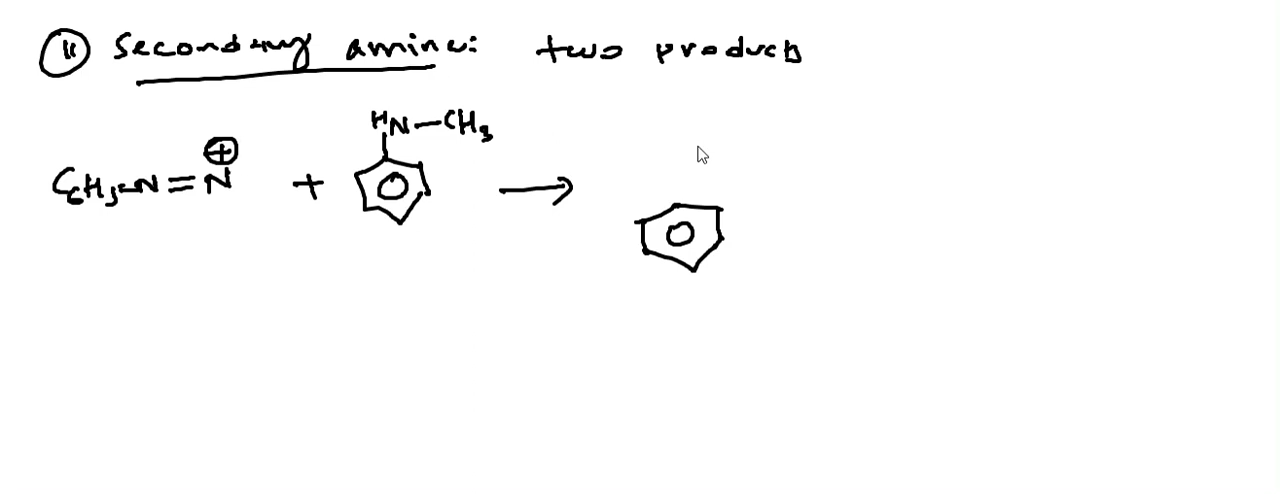 (ii) Secondary amine: two products
HN-CH3
C6H5-N=N⊕ + →